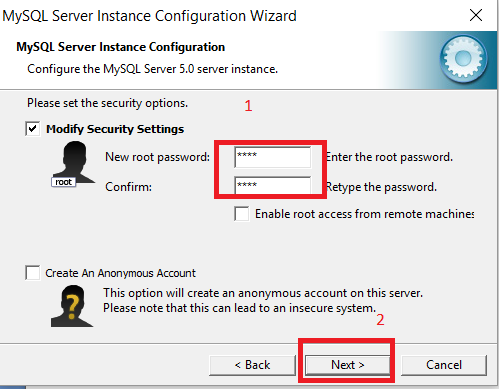 MySQL Server Instance Configuration Wizard
MySQL Server Instance Configuration
Configure the MySQL Server 5.0 server instance.
Please set the security options.
1
Modify Security Settings
root
New root password: **** Enter the root password.
Confirm: **** Retype the password.
Enable root access from remote machines
Create An Anonymous Account
This option will create an anonymous account on this server.
Please note that this can lead to an insecure system.
2
< Back Next > Cancel